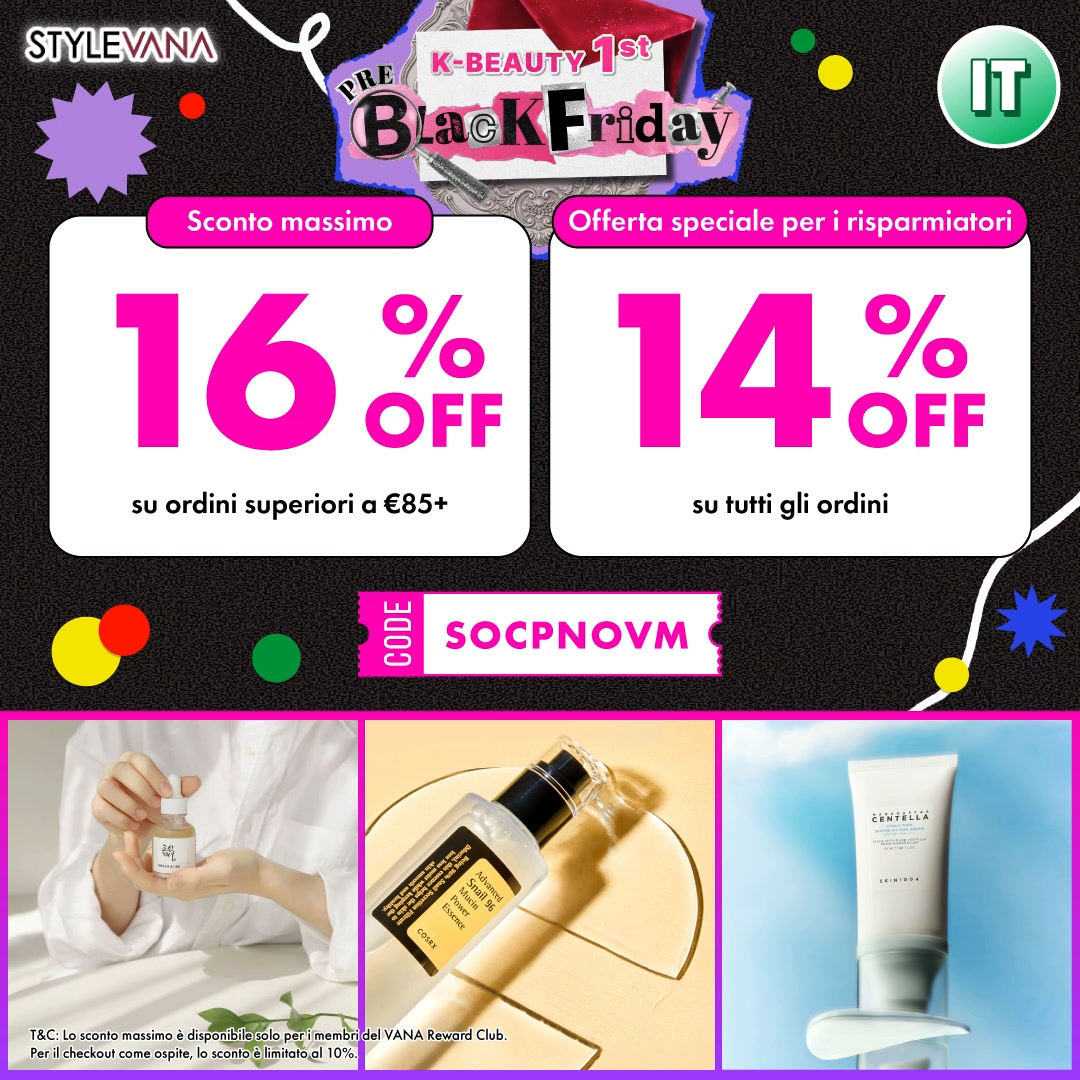 STYLEVANA
K-BEAUTY 1st
PRE
BLacK Friday
IT
Sconto massimo
16%
OFF
su ordini superiori a €85+
Offerta speciale per i risparmiatori
14%
OFF
su tutti gli ordini
CODE
SOCPNOVM
Advanced
Snail 96
Mucin
Power
Essence
COSRX
CENTELLA
SKIN1004
T&C: Lo sconto massimo è disponibile solo per i membri del VANA Reward Club.
Per il checkout come ospite, lo sconto è limitato al 10%.